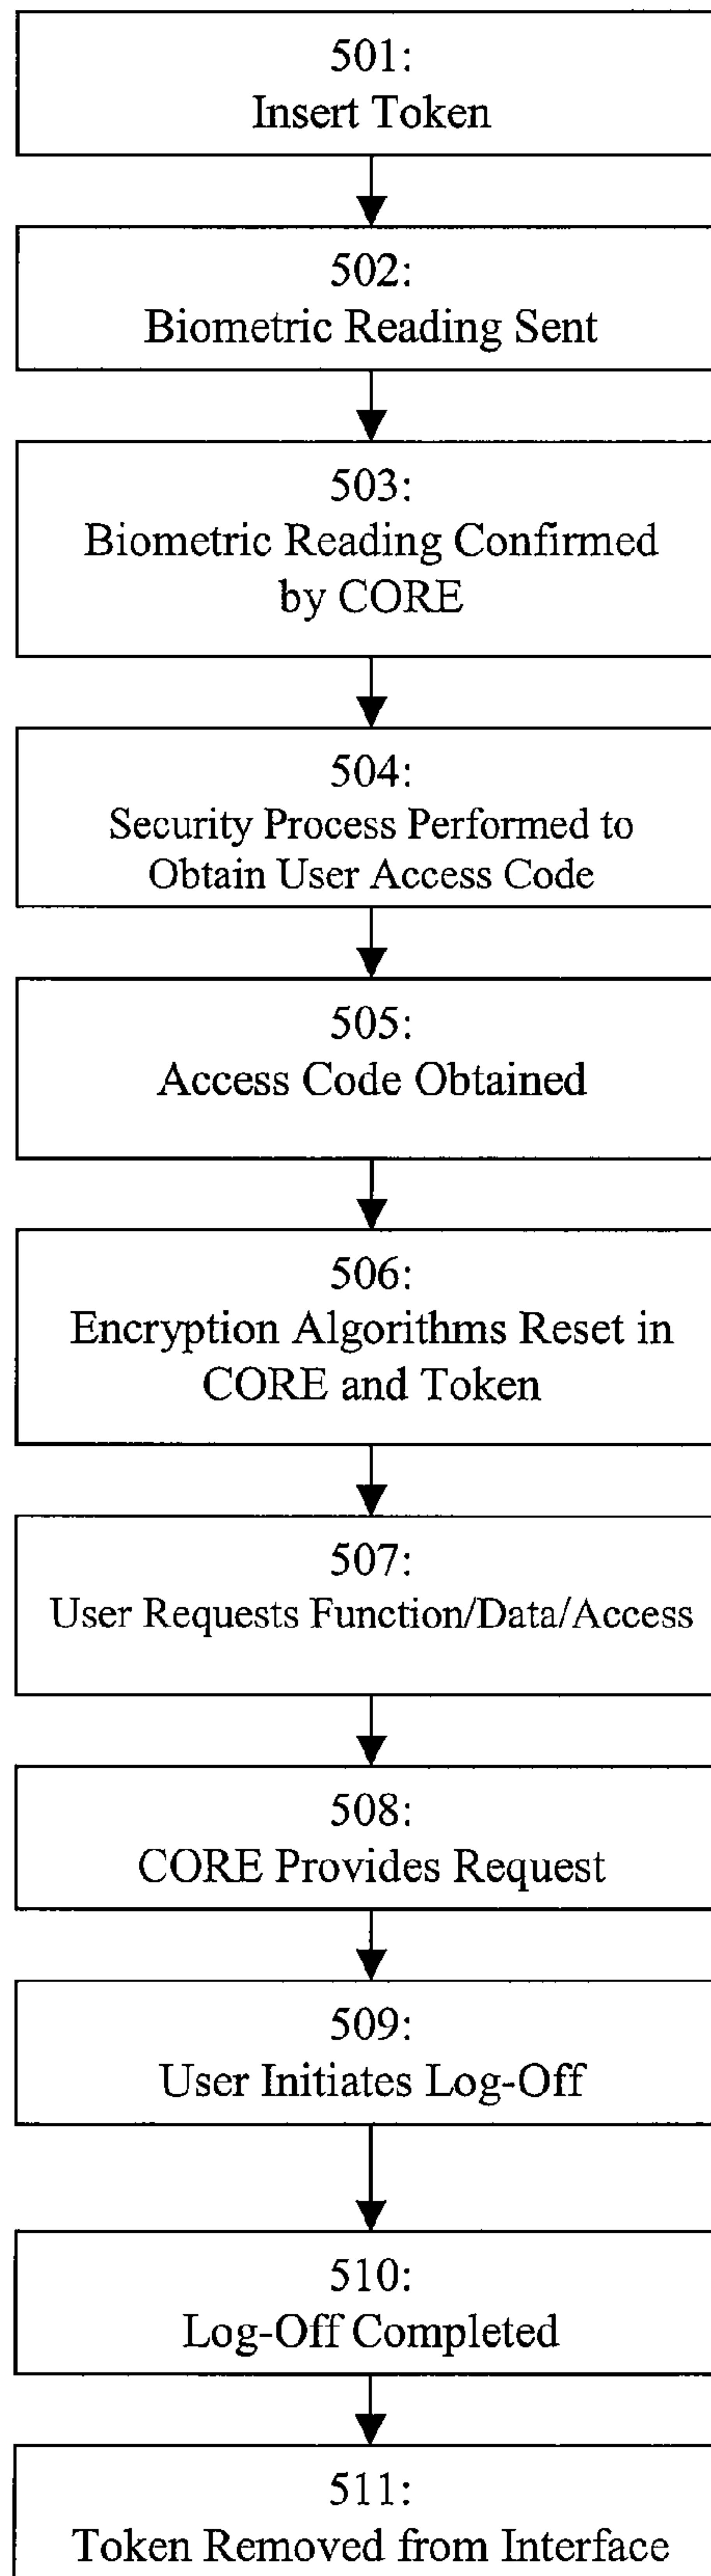 501:
Insert Token
502:
Biometric Reading Sent
503:
Biometric Reading Confirmed
by CORE
504:
Security Process Performed to
Obtain User Access Code
505:
Access Code Obtained
506:
Encryption Algorithms Reset in
CORE and Token
507:
User Requests Function/Data/Access
508:
CORE Provides Request
509:
User Initiates Log-Off
510:
Log-Off Completed
511:
Token Removed from Interface